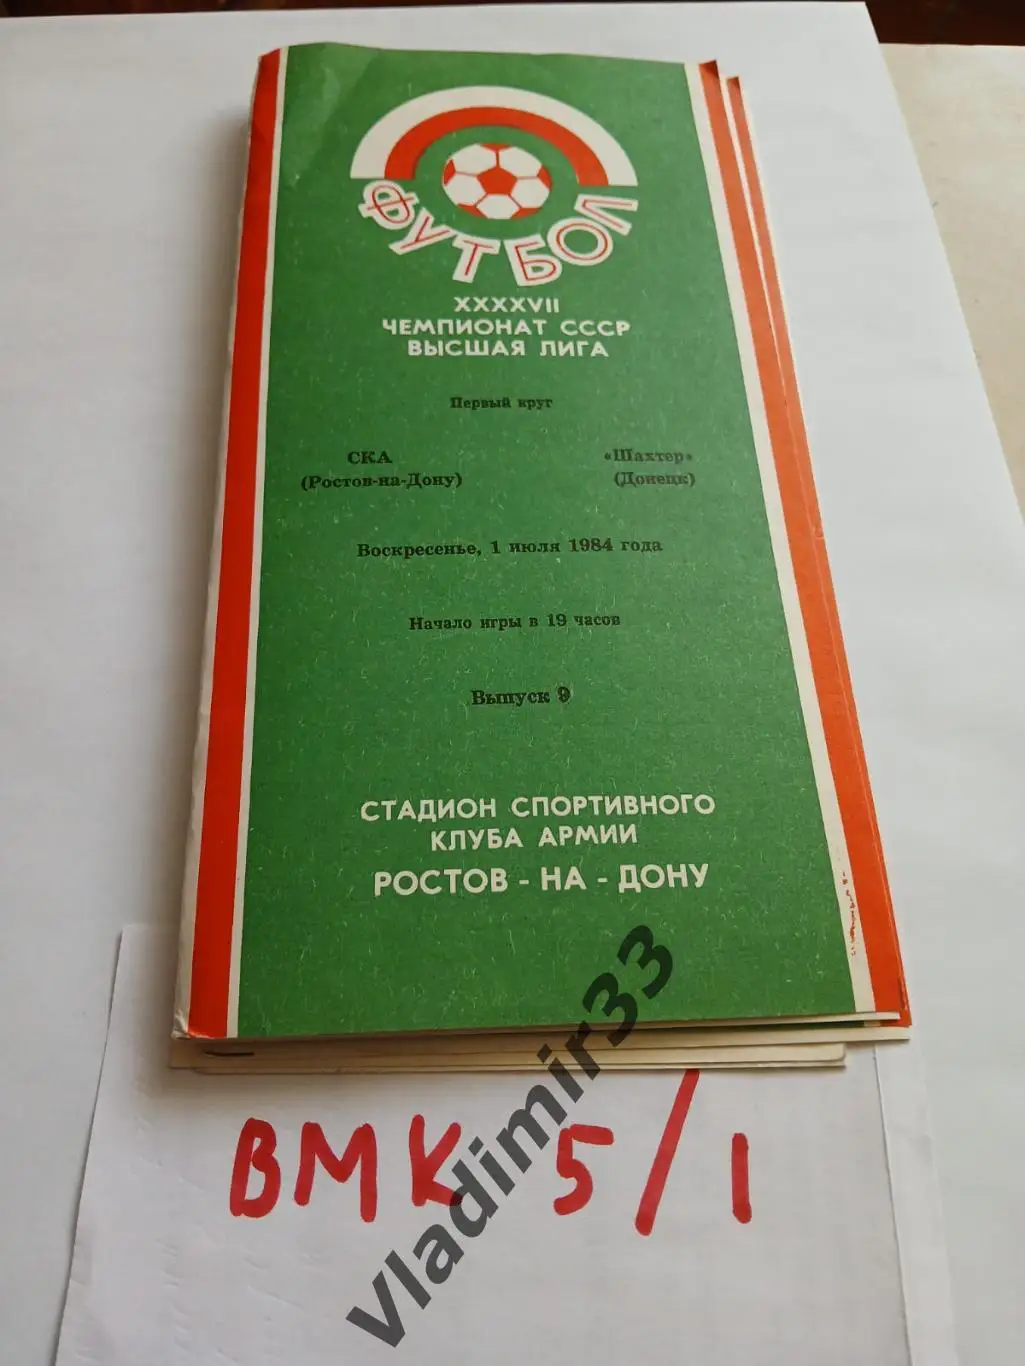 ФУТБОЛ
XXXXVII
ЧЕМПИОНАТ СССР
ВЫСШАЯ ЛИГА
Первый круг
СКА «Шахтер»
(Ростов-на-Дону) (Донецк)
Воскресенье, 1 июля 1984 года
Начало игры в 19 часов
Выпуск 9
СТАДИОН СПОРТИВНОГО
КЛУБА АРМИИ
РОСТОВ - НА - ДОНУ
ВМК 5/1
Vladimir33